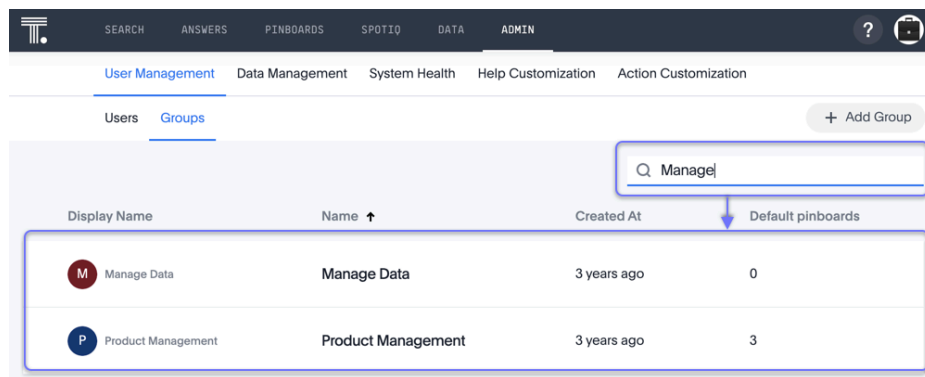 T.
SEARCH ANSWERS PINBOARDS SPOTIQ DATA ADMIN ?
User Management Data Management System Health Help Customization Action Customization
Users Groups + Add Group
Manage
Display Name Name ↑ Created At Default pinboards
M Manage Data Manage Data 3 years ago 0
P Product Management Product Management 3 years ago 3